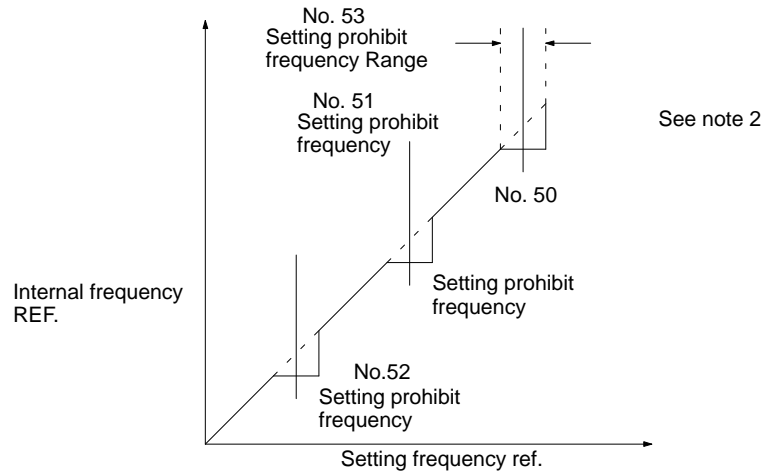 No. 53
Setting prohibit
frequency Range
No. 51
Setting prohibit
frequency
See note 2
No. 50
Setting prohibit
frequency
Internal frequency
REF.
No.52
Setting prohibit
frequency
Setting frequency ref.